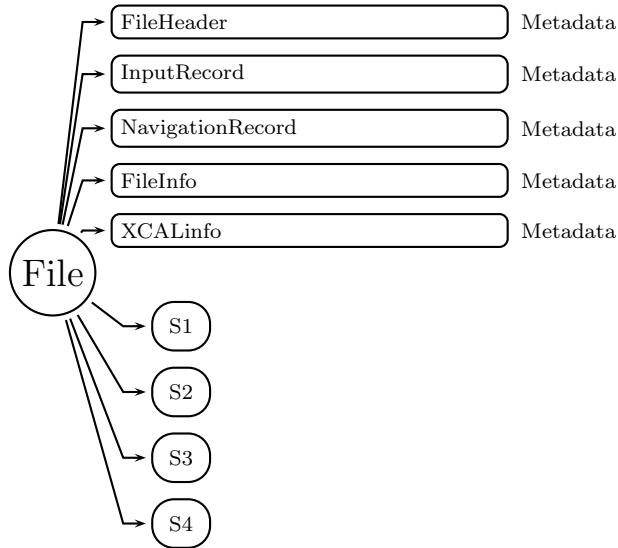 FileHeader Metadata
InputRecord Metadata
NavigationRecord Metadata
FileInfo Metadata
XCALinfo Metadata
File
S1
S2
S3
S4